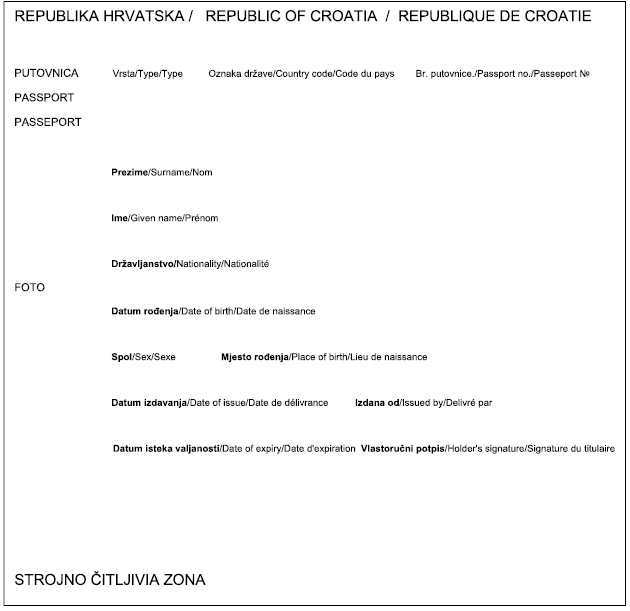 REPUBLIKA HRVATSKA / REPUBLIC OF CROATIA / REPUBLIQUE DE CROATIE
PUTOVNICA Vrsta/Type/Type Oznaka države/Country code/Code du pays Br. putovnice./Passport no./Passeport №
PASSPORT
PASSEPORT
Prezime/Surname/Nom
Ime/Given name/Prénom
Državljanstvo/Nationality/Nationalité
FOTO
Datum rođenja/Date of birth/Date de naissance
Spol/Sex/Sexe Mjesto rođenja/Place of birth/Lieu de naissance
Datum izdavanja/Date of issue/Date de délivrance Izdana od/Issued by/Delivré par
Datum isteka valjanosti/Date of expiry/Date d'expiration Vlastoručni potpis/Holder's signature/Signature du titulaire
STROJNO ČITLJIVIA ZONA